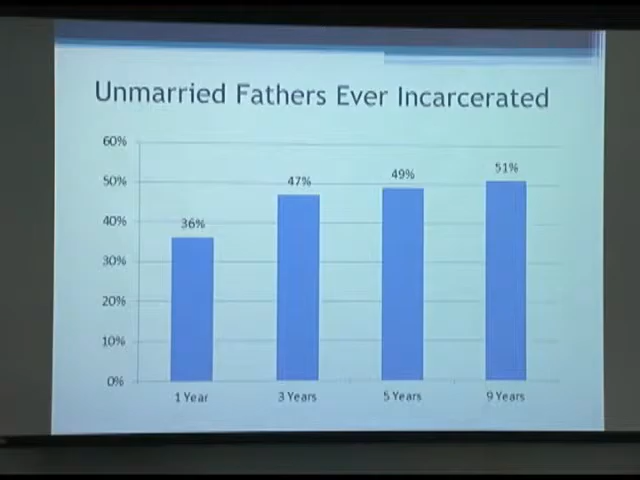 Unmarried Fathers Ever Incarcerated
60%
50%
40%
30%
20%
10%
0%
36%
47%
49%
51%
1 Year
3 Years
5 Years
9 Years